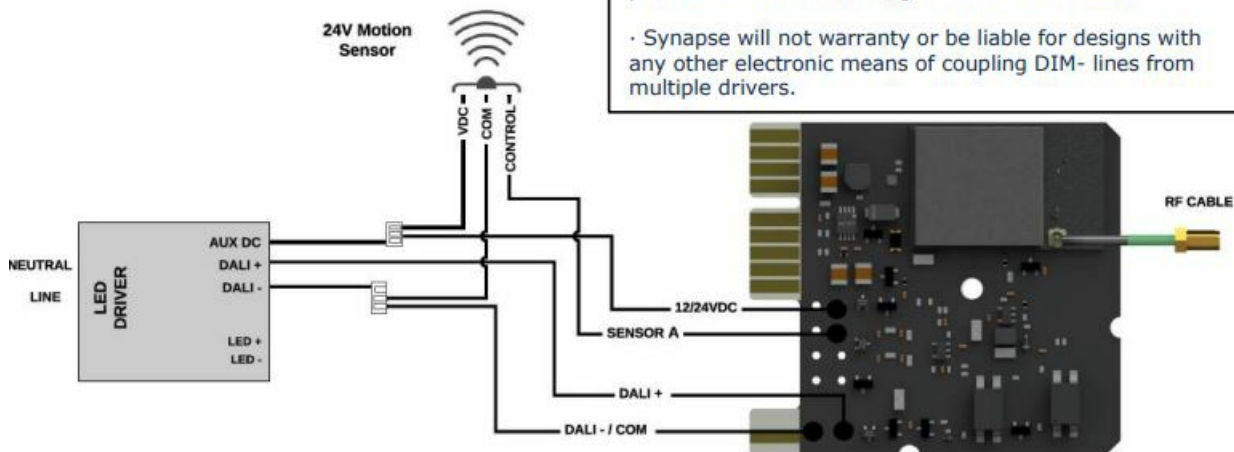 · Synapse will not warranty or be liable for designs with
any other electronic means of coupling DIM- lines from
multiple drivers.
24V Motion
Sensor
VDC
COM
CONTROL
RF CABLE
NEUTRAL
LINE
LED
DRIVER
AUX DC
DALI +
DALI -
LED +
LED -
12/24VDC
SENSOR A
DALI +
DALI - / COM